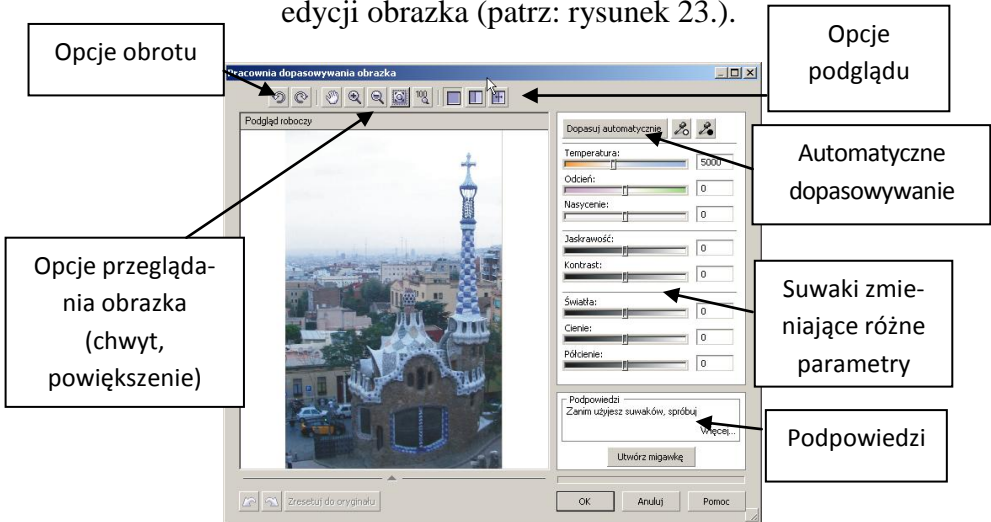 edycji obrazka (patrz: rysunek 23.).
Opcje obrotu
Opcje
podglądu
Pracownia dopasowywania obrazka
100
Podgląd roboczy
Dopasuj automatycznie
Automatyczne
dopasowywanie
Temperatura:
5000
Odcień:
0
Nasycenie:
0
Jaskrawość:
0
Kontrast:
0
Opcje przegląda-
nia obrazka
(chwyt,
powiększenie)
Suwaki zmie-
niające różne
parametry
Światła:
0
Cienie:
0
Półcienie:
0
Podpowiedzi
Zanim użyjesz suwaków, spróbuj
Więcej...
Podpowiedzi
Utwórz migawkę
Zresetuj do oryginału
OK
Anuluj
Pomoc